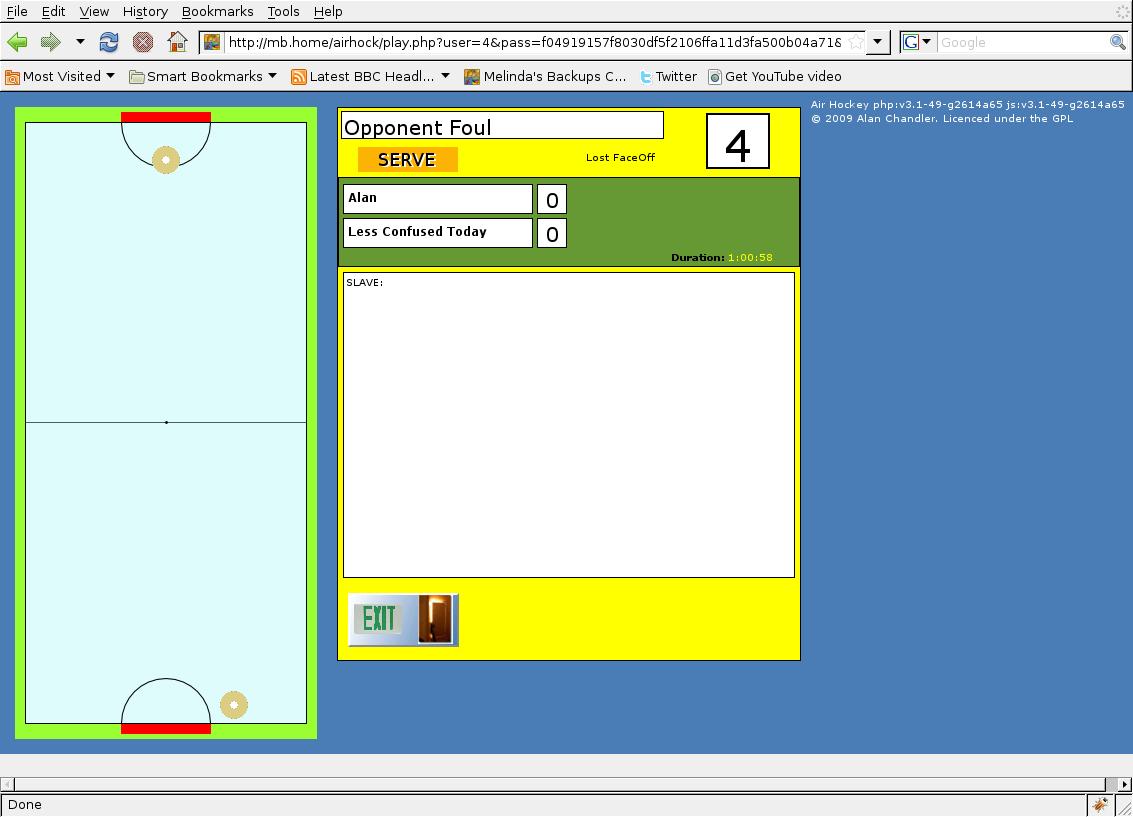 File Edit View History Bookmarks Tools Help
http://mb.home/airhock/play.php?user=4&pass=f04919157f8030df5f2106ffa11d3fa500b04a71&
G Google
Most Visited Smart Bookmarks Latest BBC Headl... Melinda's Backups C... Twitter Get YouTube video
Air Hockey php:v3.1-49-g2614a65 js:v3.1-49-g2614a65
© 2009 Alan Chandler. Licenced under the GPL
Opponent Foul
4
SERVE
Lost FaceOff
Alan 0
Less Confused Today 0
Duration: 1:00:58
SLAVE:
EXIT
Done